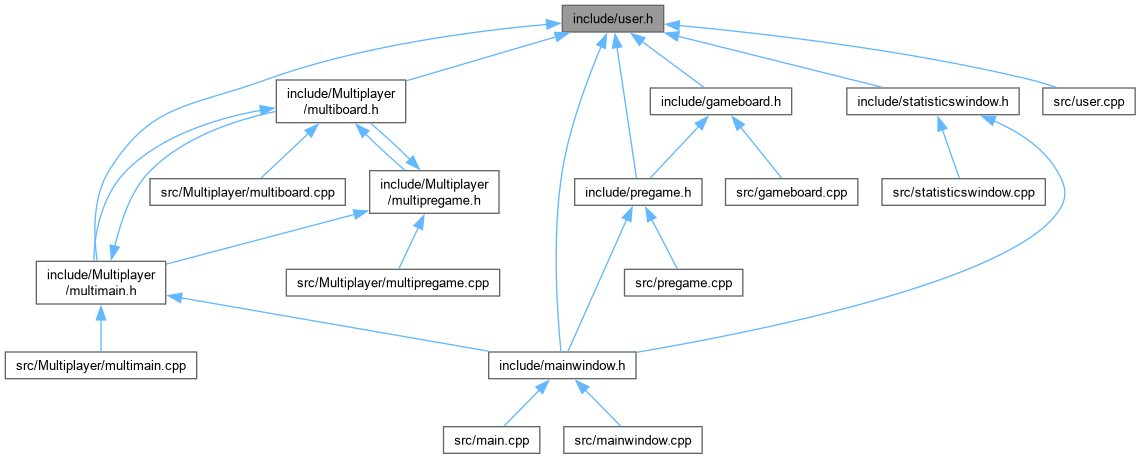 include/user.h
include/Multiplayer
/multiboard.h
include/gameboard.h
include/statisticswindow.h
src/user.cpp
src/Multiplayer/multiboard.cpp
include/Multiplayer
/multipregame.h
include/pregame.h
src/gameboard.cpp
src/statisticswindow.cpp
include/Multiplayer
/multimain.h
src/Multiplayer/multipregame.cpp
src/pregame.cpp
src/Multiplayer/multimain.cpp
include/mainwindow.h
src/main.cpp
src/mainwindow.cpp